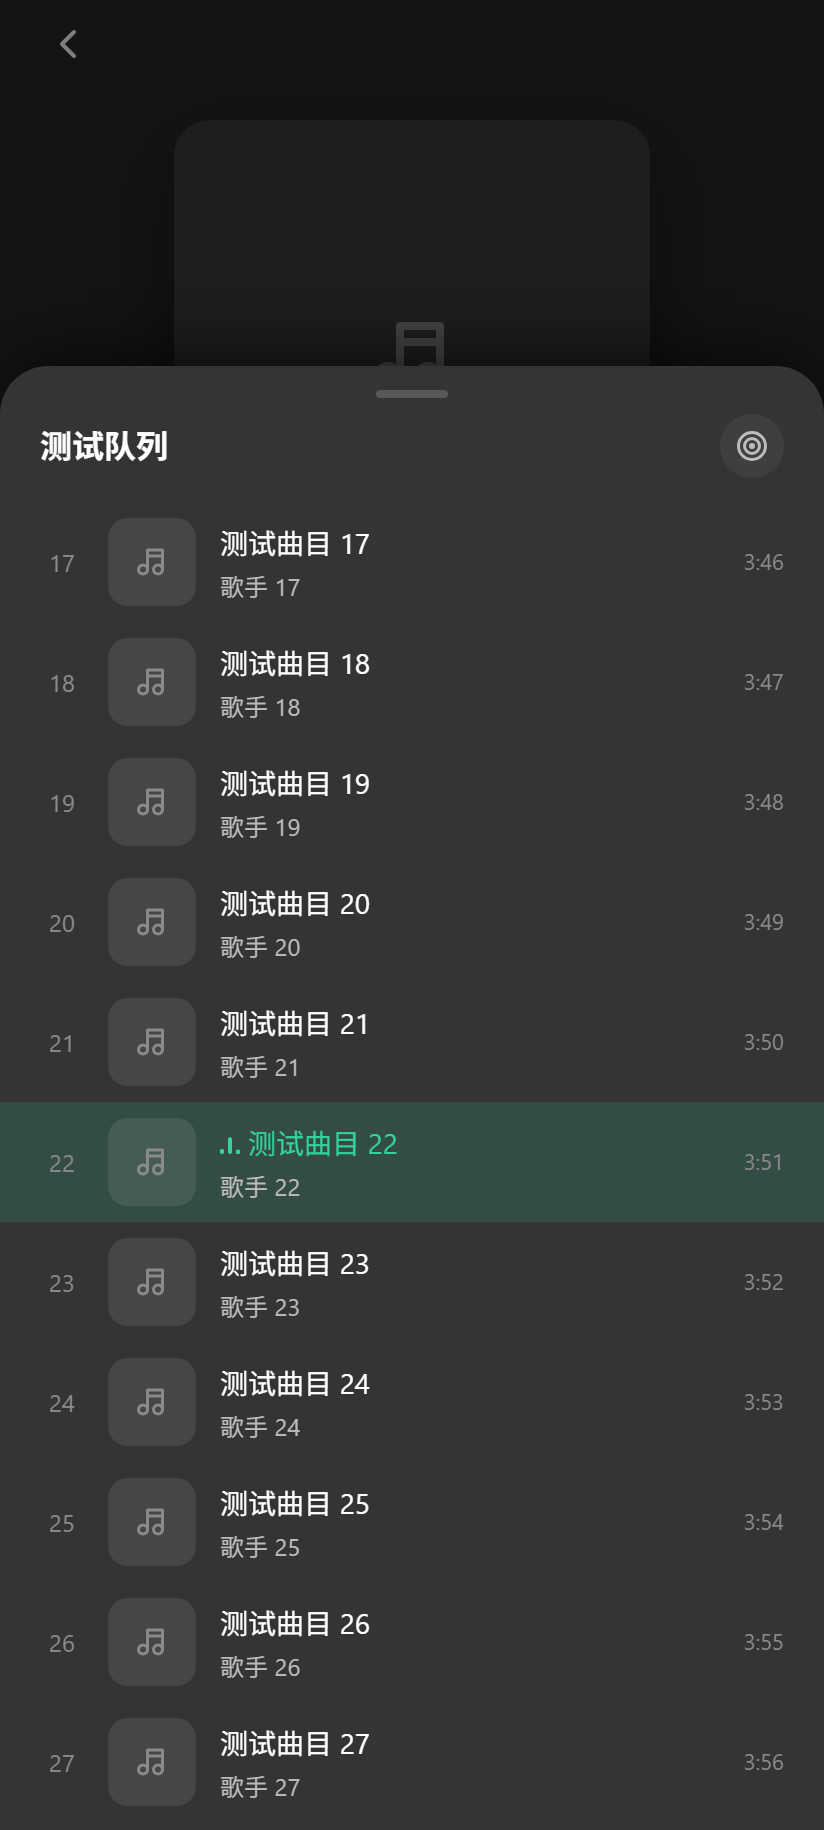 测试队列
17
测试曲目 17
歌手 17
3:46
18
测试曲目 18
歌手 18
3:47
19
测试曲目 19
歌手 19
3:48
20
测试曲目 20
歌手 20
3:49
21
测试曲目 21
歌手 21
3:50
22
测试曲目 22
歌手 22
3:51
23
测试曲目 23
歌手 23
3:52
24
测试曲目 24
歌手 24
3:53
25
测试曲目 25
歌手 25
3:54
26
测试曲目 26
歌手 26
3:55
27
测试曲目 27
歌手 27
3:56